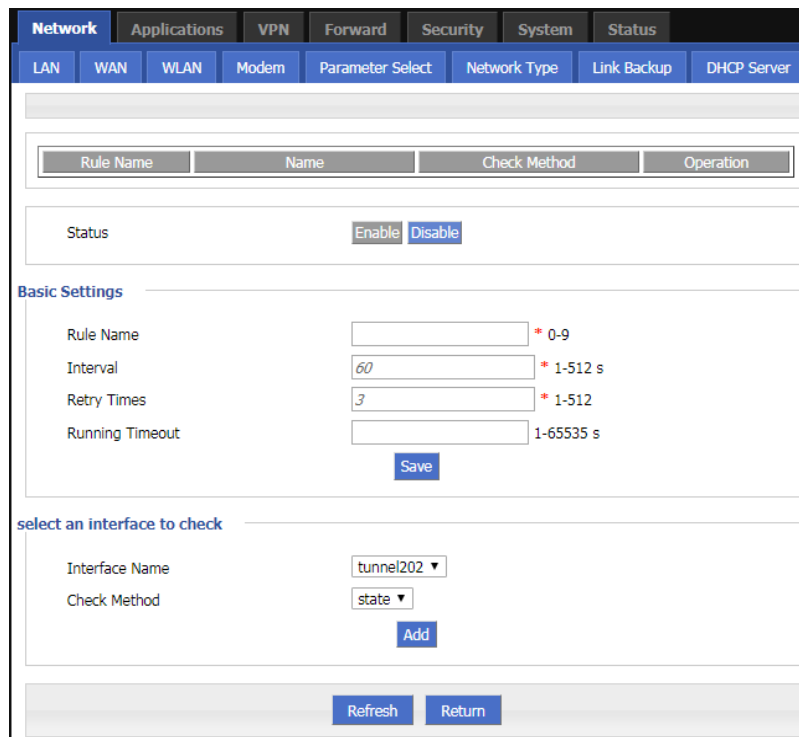 Network Applications VPN Forward Security System Status
LAN WAN WLAN Modem Parameter Select Network Type Link Backup DHCP Server
Rule Name Name Check Method Operation
Status Enable Disable
Basic Settings
Rule Name * 0-9
Interval 60 * 1-512 s
Retry Times 3 * 1-512
Running Timeout 1-65535 s
Save
select an interface to check
Interface Name tunnel202 ▼
Check Method state ▼
Add
Refresh Return